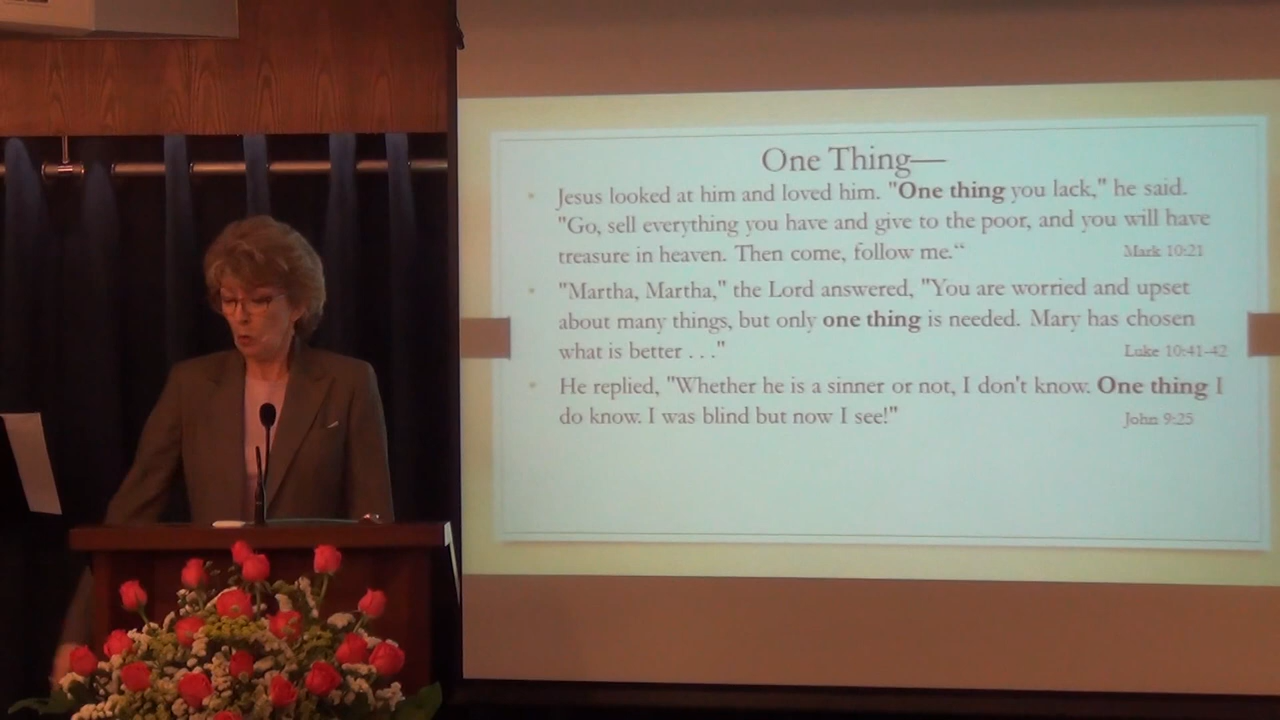 One Thing—
Jesus looked at him and loved him. "One thing you lack," he said.
"Go, sell everything you have and give to the poor, and you will have
treasure in heaven. Then come, follow me.“ Mark 10:21
"Martha, Martha," the Lord answered, "You are worried and upset
about many things, but only one thing is needed. Mary has chosen
what is better . . ." Luke 10:41-42
He replied, "Whether he is a sinner or not, I don't know. One thing I
do know. I was blind but now I see!" John 9:25